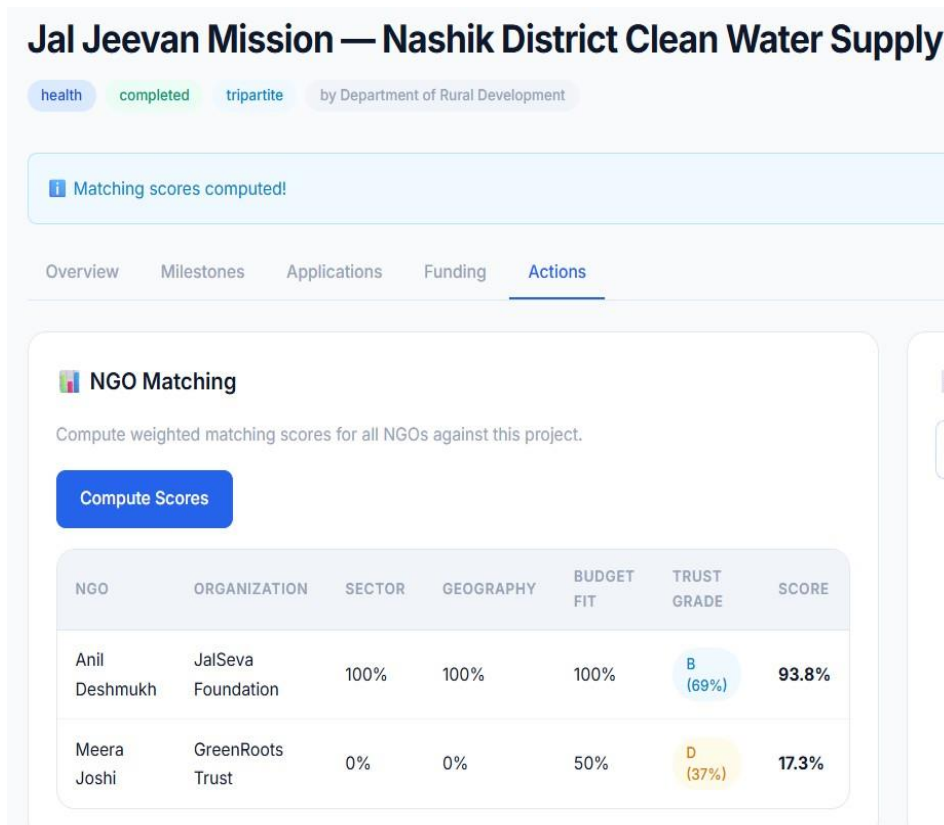 Jal Jeevan Mission — Nashik District Clean Water Supply
health completed tripartite by Department of Rural Development
Matching scores computed!
Overview Milestones Applications Funding Actions
NGO Matching
Compute weighted matching scores for all NGOs against this project.
Compute Scores
NGO ORGANIZATION SECTOR GEOGRAPHY BUDGET FIT TRUST GRADE SCORE
Anil Deshmukh JalSeva Foundation 100% 100% 100% B (69%) 93.8%
Meera Joshi GreenRoots Trust 0% 0% 50% D (37%) 17.3%